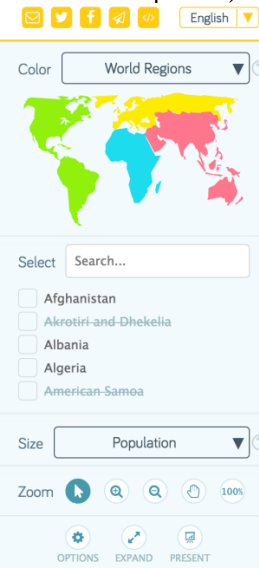 English ▼
Color World Regions ▼
Select Search...
Afghanistan
Akrotiri and Dhekelia
Albania
Algeria
American Samoa
Size Population ▼
Zoom 100%
OPTIONS EXPAND PRESENT